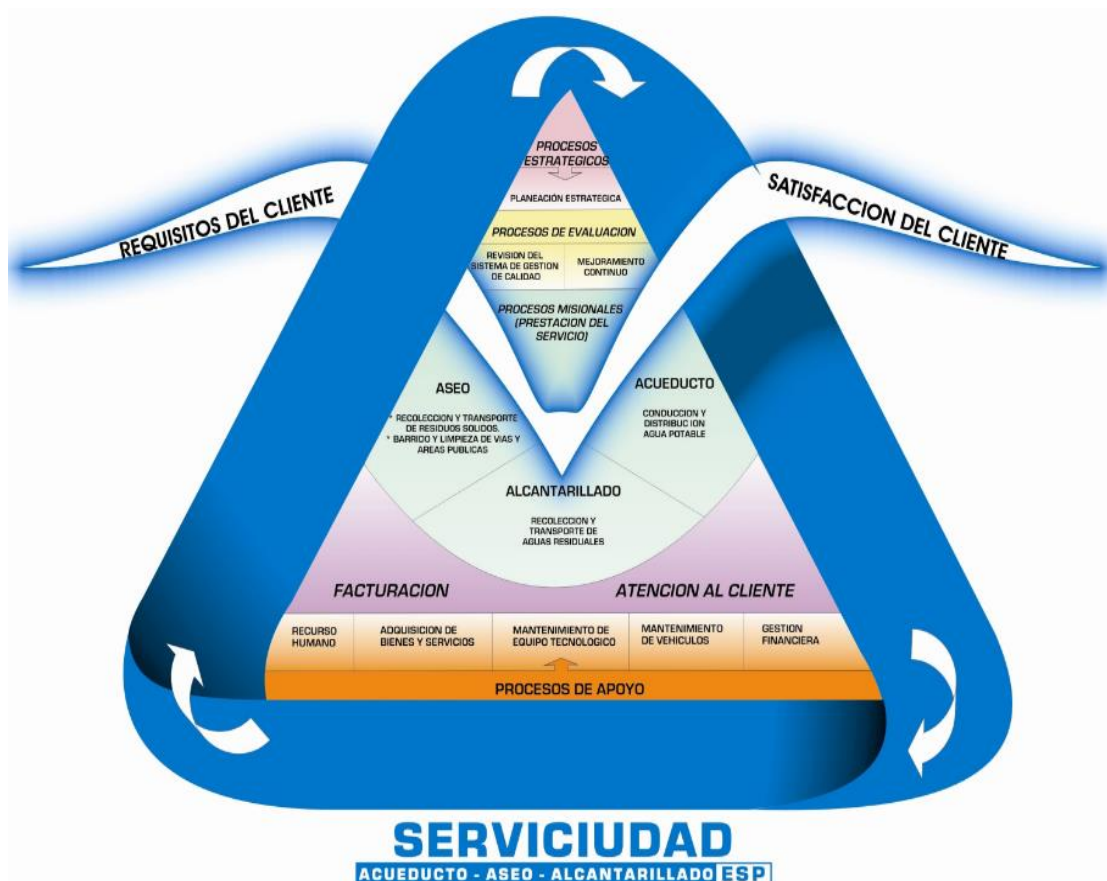 PROCESOS
ESTRATEGICOS
PLANEACIÓN ESTRATEGICA
PROCESOS DE EVALUACION
REVISION DEL
SISTEMA DE GESTION
DE CALIDAD
MEJORAMIENTO
CONTINUO
REQUISITOS DEL CLIENTE
SATISFACCION DEL CLIENTE
PROCESOS MISIONALES
(PRESTACION DEL
SERVICIO)
ASEO
* RECOLECCION Y TRANSPORTE
DE RESIDUOS SOLIDOS.
* BARRIDO Y LIMPIEZA DE VIAS Y
AREAS PUBLICAS
ACUEDUCTO
CONDUCCION Y
DISTRIBUCION
AGUA POTABLE
ALCANTARILLADO
RECOLECCION Y
TRANSPORTE DE
AGUAS RESIDUALES
FACTURACION
ATENCION AL CLIENTE
RECURSO
HUMANO
ADQUISICION DE
BIENES Y SERVICIOS
MANTENIMIENTO DE
EQUIPO TECNOLOGICO
MANTENIMIENTO
DE VEHICULOS
GESTION
FINANCIERA
PROCESOS DE APOYO
SERVICIUDAD
ACUEDUCTO - ASEO - ALCANTARILLADO ESP